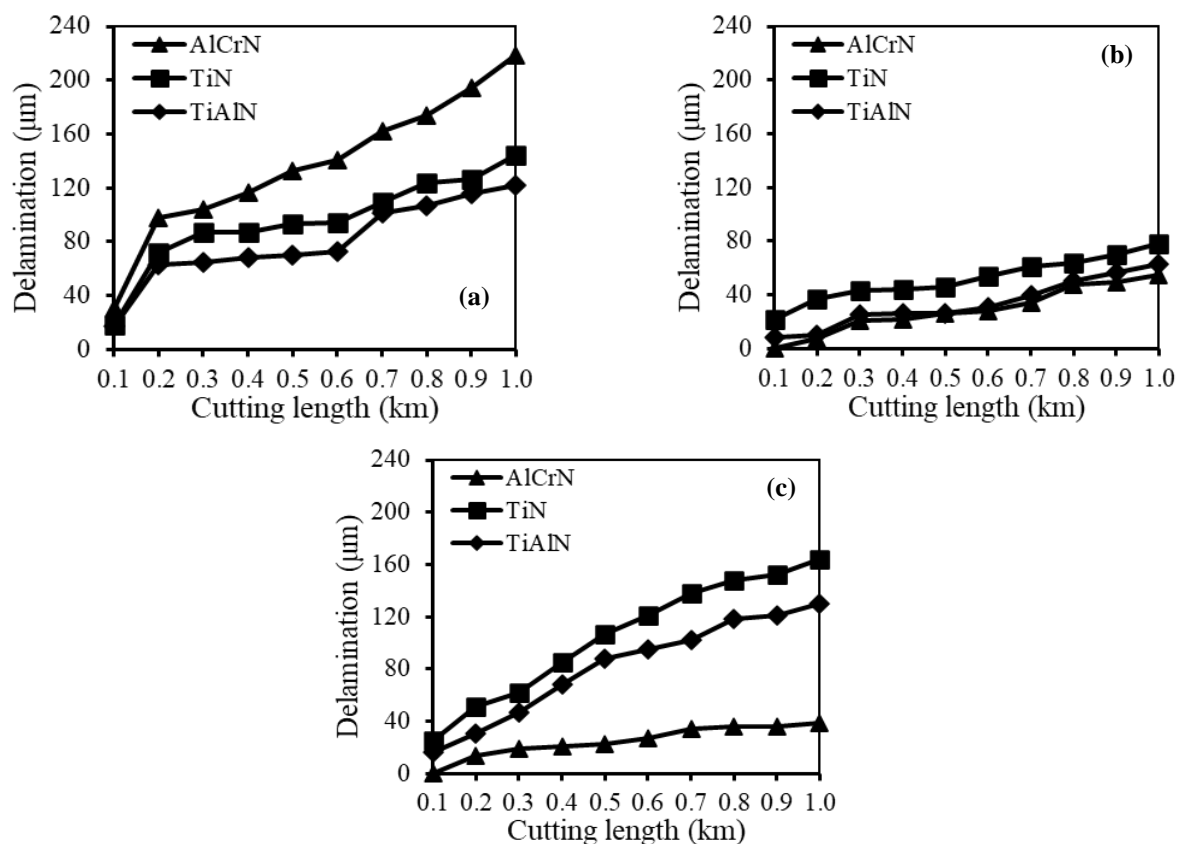 240
200
160
120
80
40
0
Delamination (µm)
AlCrN
TiN
TiAlN
(a)
0.1 0.2 0.3 0.4 0.5 0.6 0.7 0.8 0.9 1.0
Cutting length (km)
240
200
160
120
80
40
0
Delamination (µm)
AlCrN
TiN
TiAlN
(b)
0.1 0.2 0.3 0.4 0.5 0.6 0.7 0.8 0.9 1.0
Cutting length (km)
240
200
160
120
80
40
0
Delamination (µm)
AlCrN
TiN
TiAlN
(c)
0.1 0.2 0.3 0.4 0.5 0.6 0.7 0.8 0.9 1.0
Cutting length (km)